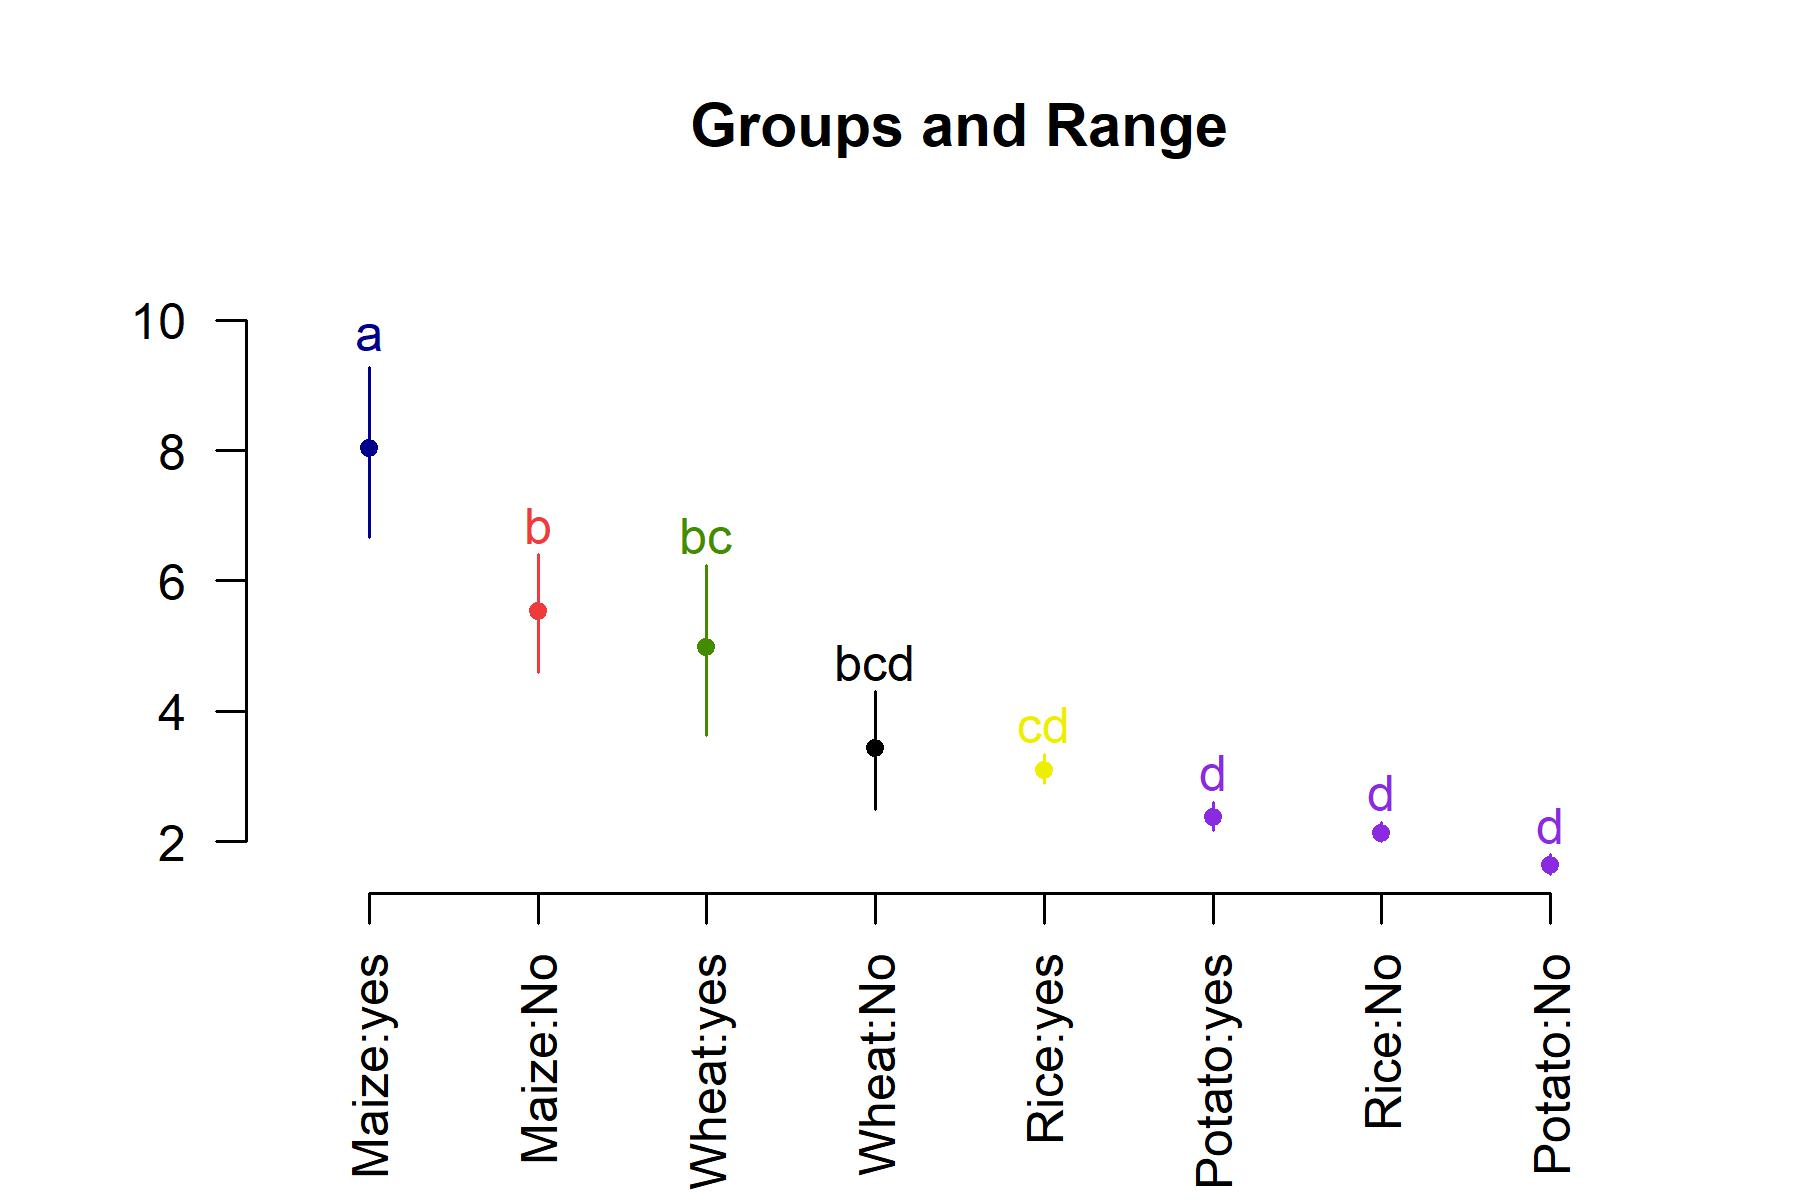 Groups and Range
10
8
6
4
2
a
b
bc
bcd
cd
d
d
d
Maize:yes
Maize:No
Wheat:yes
Wheat:No
Rice:yes
Potato:yes
Rice:No
Potato:No